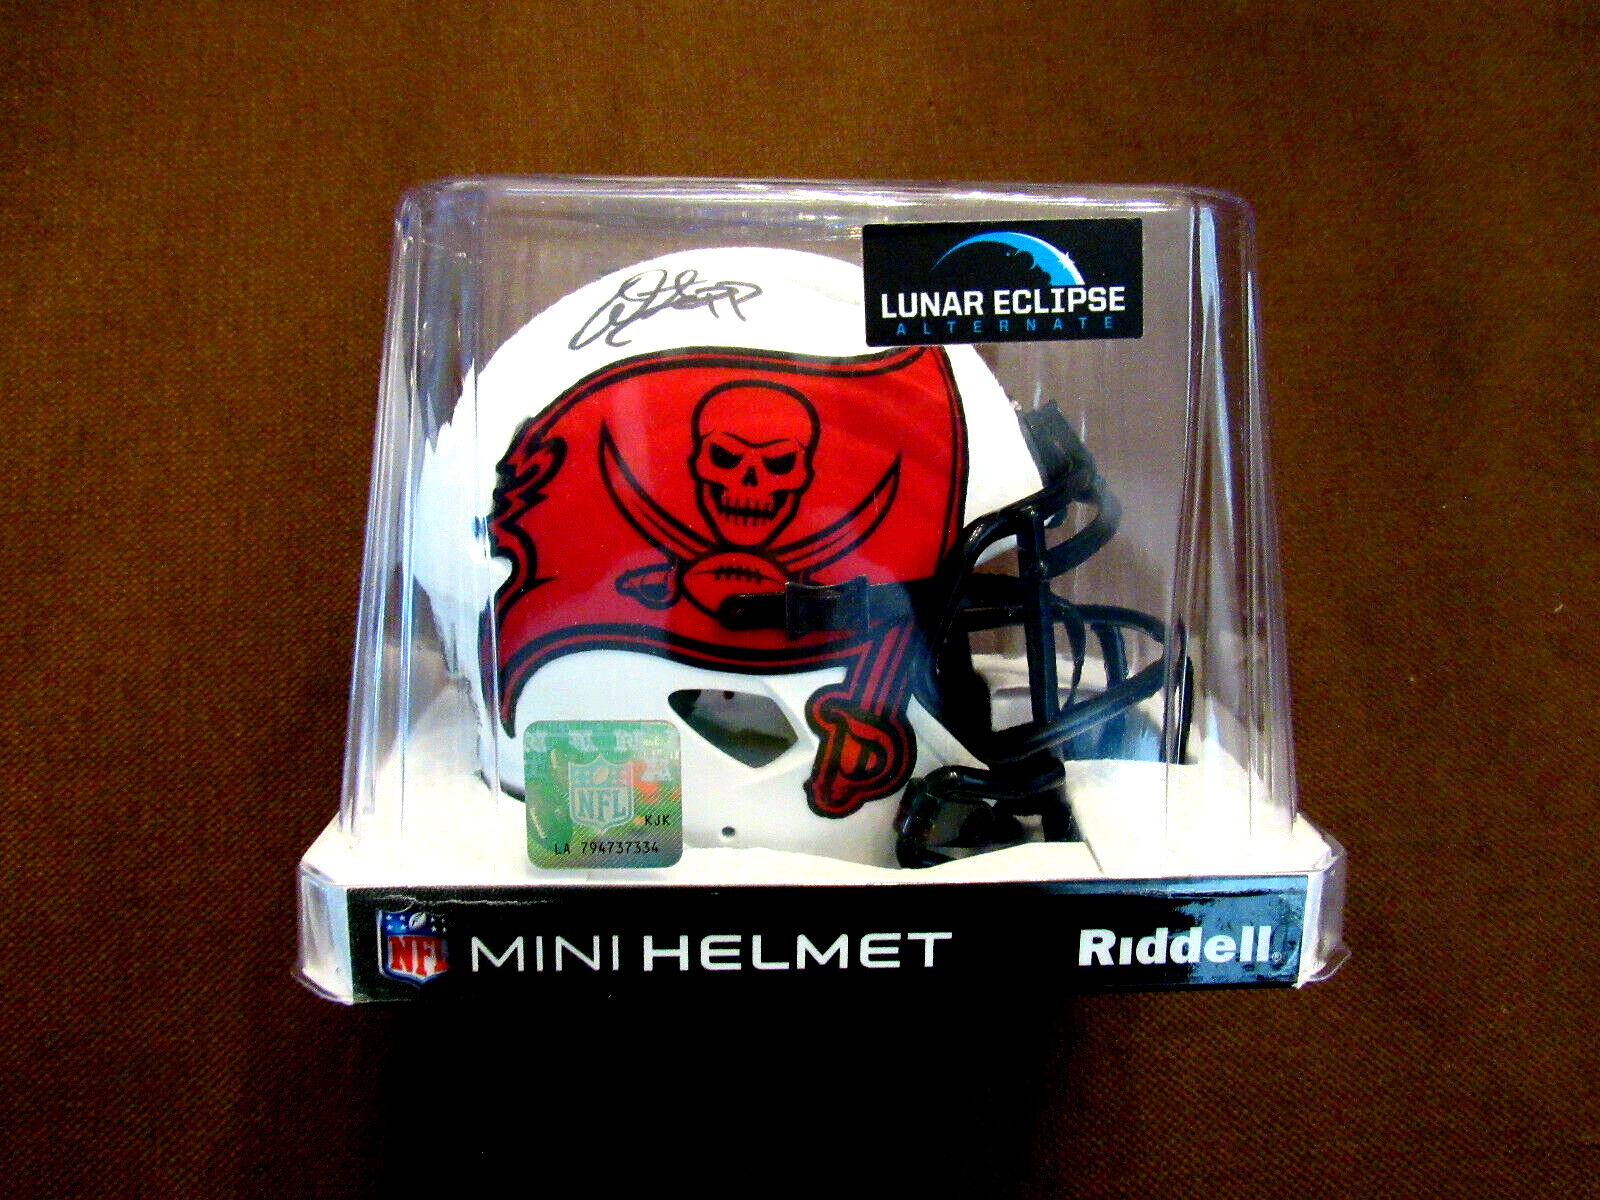 LUNAR ECLIPSE
ALTERNATE
NFL
KJK
LA 794737334
NFL MINI HELMET Riddell